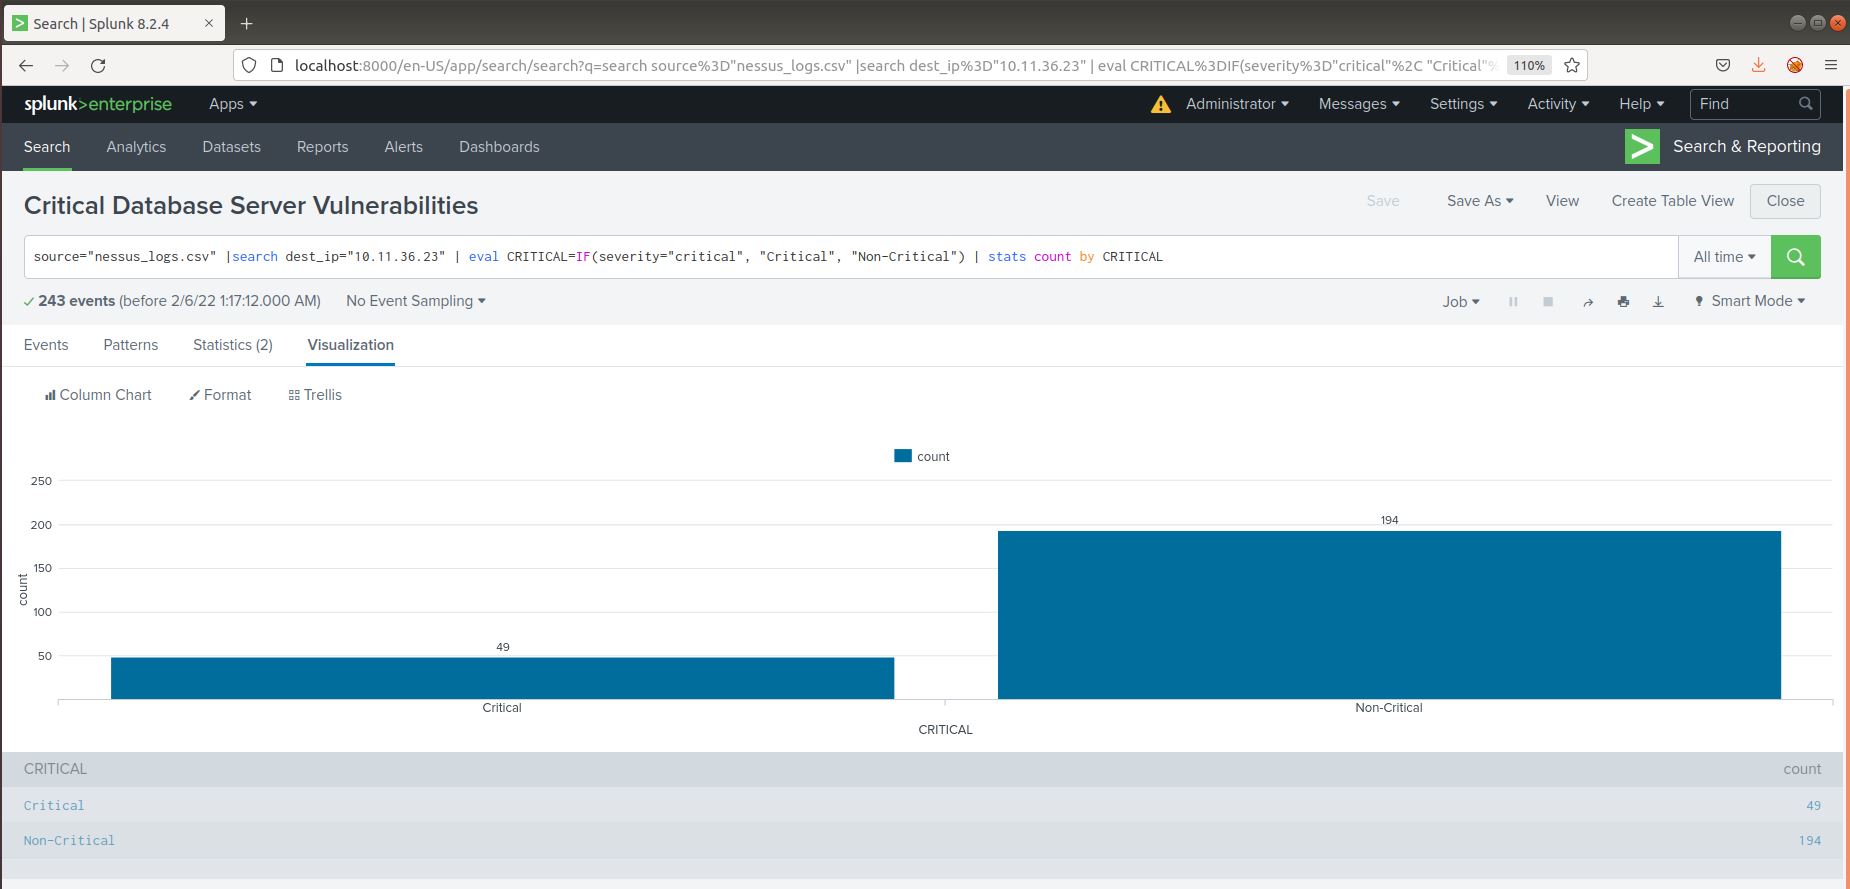 Search | Splunk 8.2.4
localhost:8000/en-US/app/search/search?q=search source%3D"nessus_logs.csv" |search dest_ip%3D"10.11.36.23" | eval CRITICAL%3DIF(severity%3D"critical"%2C "Critical"% 110%
splunk>enterprise Apps Administrator Messages Settings Activity Help Find
Search Analytics Datasets Reports Alerts Dashboards Search & Reporting
Critical Database Server Vulnerabilities Save Save As View Create Table View Close
source="nessus_logs.csv" |search dest_ip="10.11.36.23" | eval CRITICAL=IF(severity="critical", "Critical", "Non-Critical") | stats count by CRITICAL All time
243 events (before 2/6/22 1:17:12.000 AM) No Event Sampling Job Smart Mode
Events Patterns Statistics (2) Visualization
Column Chart Format Trellis
count
250
200
194
150
count
100
49
50
Critical Non-Critical
CRITICAL
CRITICAL count
Critical 49
Non-Critical 194